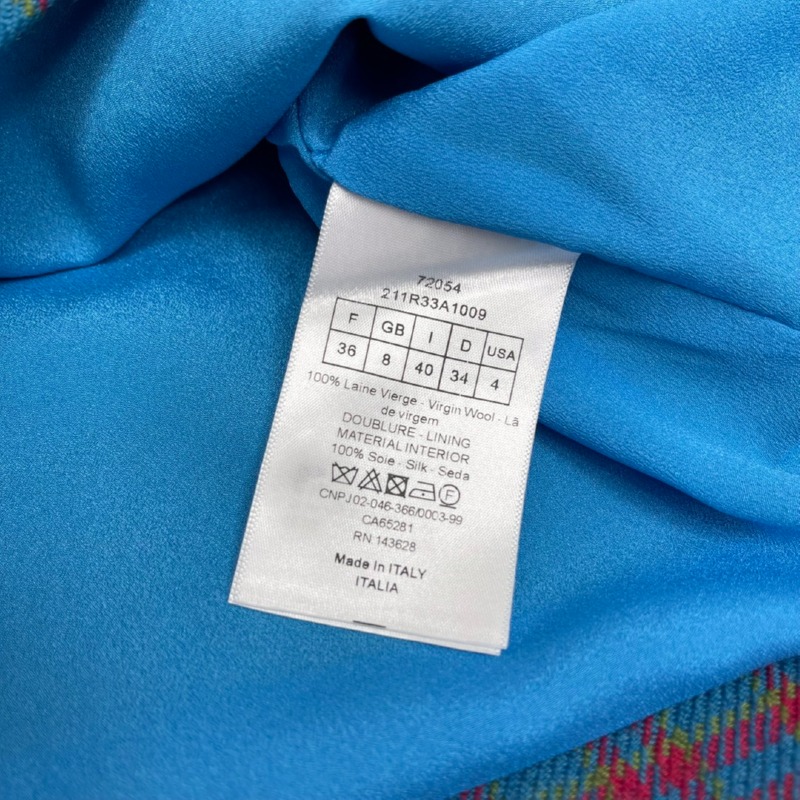 72054
211R33A1009
F GB I D USA
36 8 40 34 4
100% Laine Vierge - Virgin Wool - Lã
de virgem
DOUBLURE - LINING
MATERIAL INTERIOR
100% Soie - Silk - Seda
F
CNPJ 02-046-366/0003-99
CA65281
RN 143628
Made In ITALY
ITALIA